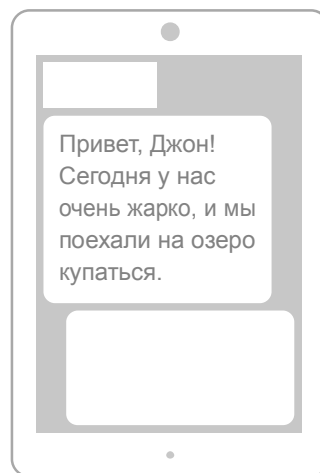 Привет, Джон!
Сегодня у нас
очень жарко, и мы
поехали на озеро
купаться.